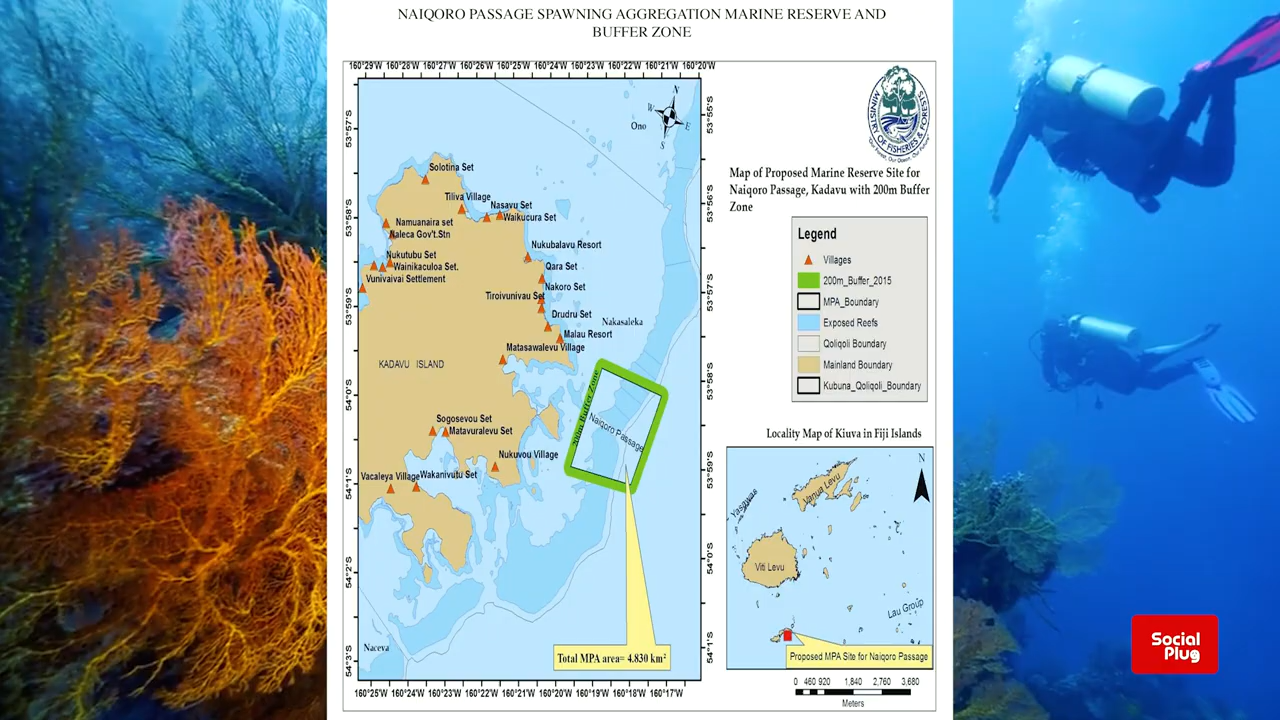 NAIQORO PASSAGE SPAWNING AGGREGATION MARINE RESERVE AND
BUFFER ZONE
160°29'W 160°28'W 160°27'W 160°26'W 160°25'W 160°24'W 160°23'W 160°22'W 160°21'W 160°20'W
53°57'S
53°58'S
53°59'S
54°0'S
54°1'S
54°2'S
54°3'S
N
W
E
S
Ono
Solotina Set
Tiliva Village
Nasavu Set
Waikucura Set
Namuanaira set
Naleca Gov't.Stn
Nukubalavu Resort
Nukutubu Set
Wainikaculoa Set.
Qara Set
Vunivaivai Settlement
Nakoro Set
Tiroivunivau Set
Drudru Set
Nakasaleka
Malau Resort
Matasawalevu Village
KADAVU ISLAND
200m Buffer Zone
Naiqoro Passage
Sogosevou Set
Matavuralevu Set
Nukuvou Village
Vacaleya Village
Wakanivutu Set
Naceva
Total MPA area= 4.830 km²
53°55'S
53°56'S
53°57'S
53°58'S
53°59'S
54°0'S
54°1'S
160°25'W 160°24'W 160°23'W 160°22'W 160°21'W 160°20'W 160°19'W 160°18'W 160°17'W
MINISTRY OF FISHERIES & FORESTS
"Our Forest, Our Ocean, Our Future"
Map of Proposed Marine Reserve Site for
Naiqoro Passage, Kadavu with 200m Buffer
Zone
Legend
Villages
200m_Buffer_2015
MPA_Boundary
Exposed Reefs
Qoliqoli Boundary
Mainland Boundary
Kubuna_Qoliqoli_Boundary
Locality Map of Kiuva in Fiji Islands
N
Yasawas
Vanua Levu
Viti Levu
Lau Group
Proposed MPA Site for Naiqoro Passage
0 460 920 1,840 2,760 3,680
Meters
Social
Plug